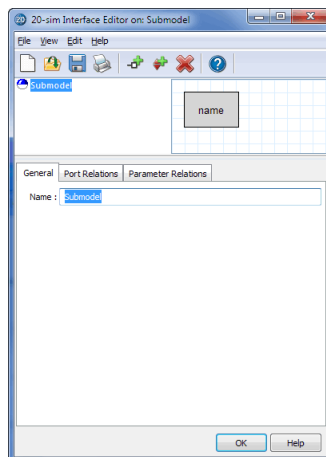 20-sim Interface Editor on: Submodel
File View Edit Help
Submodel
name
General Port Relations Parameter Relations
Name : Submodel
OK Help